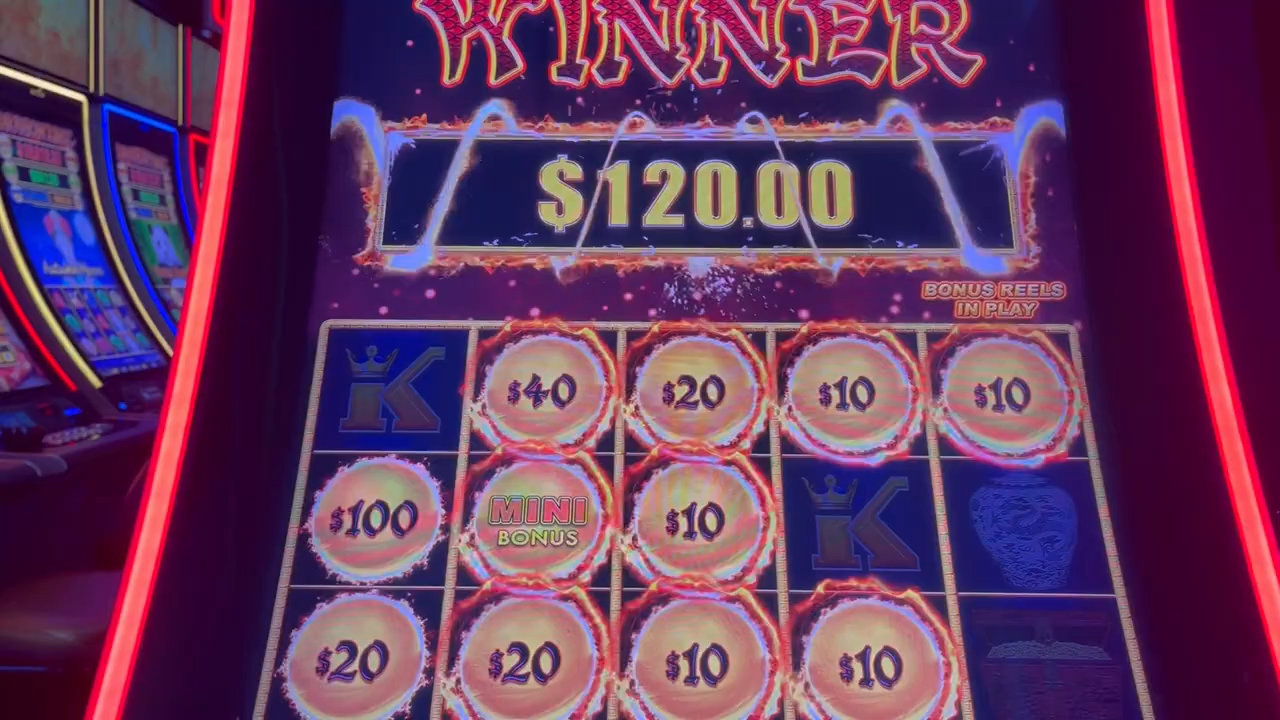 WINNER
$120.00
BONUS REELS
IN PLAY
K $40 $20 $10 $10
$100 MINI BONUS $10 K
$20 $20 $10 $10